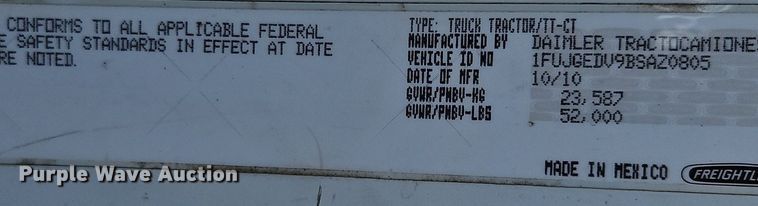 CONFORMS TO ALL APPLICABLE FEDERAL
SAFETY STANDARDS IN EFFECT AT DATE
NOTED.
TYPE: TRUCK TRACTOR/TT-CT
MANUFACTURED BY DAIMLER TRACTOCAMIONE
VEHICLE ID NO 1FUJGEDV9BSAZ0805
DATE OF MFR 10/10
GVWR/PNBV-KG 23,587
GVWR/PNBV-LBS 52,000
MADE IN MEXICO FREIGHTL
Purple Wave Auction